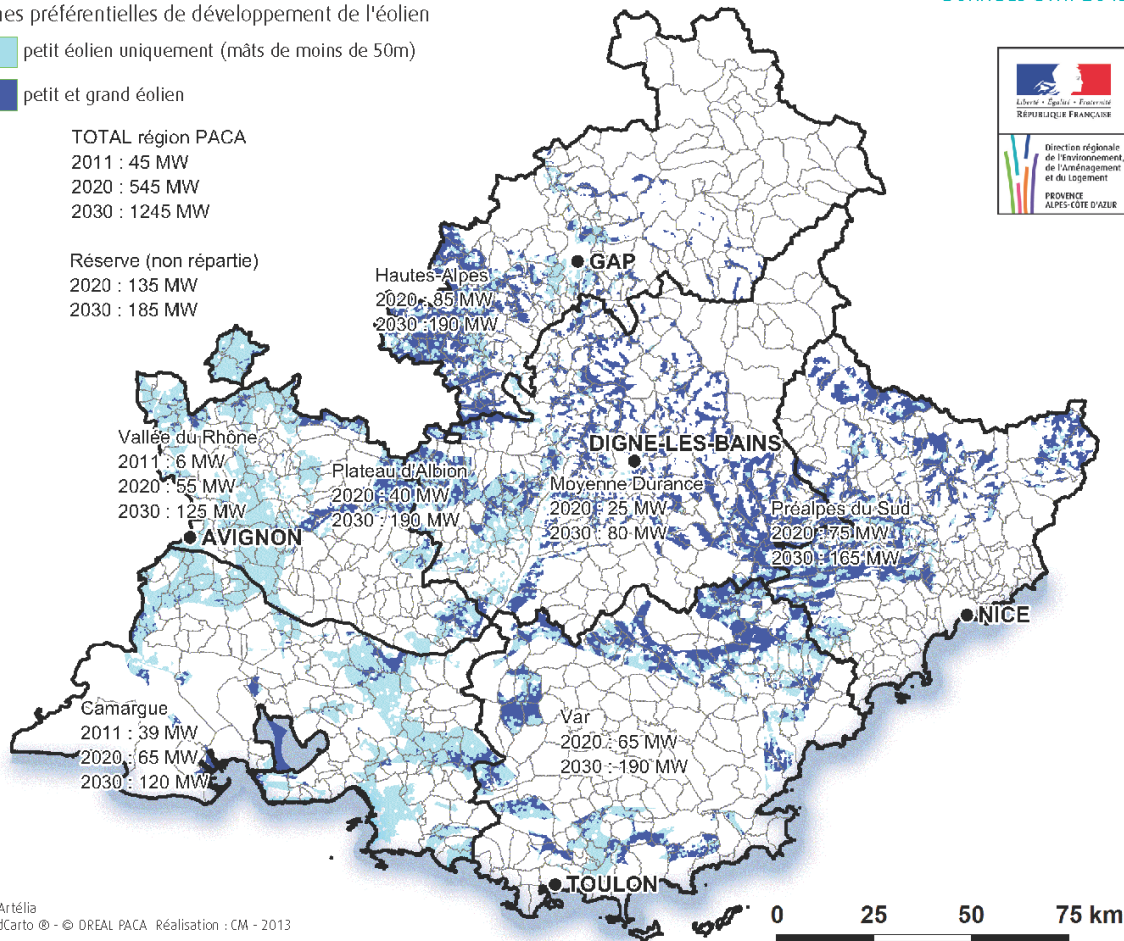 nes préférentielles de développement de l'éolien
petit éolien uniquement (mâts de moins de 50m)
petit et grand éolien
TOTAL région PACA
2011 : 45 MW
2020 : 545 MW
2030 : 1245 MW
Réserve (non répartie)
2020 : 135 MW
2030 : 185 MW
Liberté • Égalité • Fraternité
RÉPUBLIQUE FRANÇAISE
Direction régionale
de l'Environnement,
de l'Aménagement
et du Logement
PROVENCE
ALPES-CÔTE D'AZUR
GAP
Hautes-Alpes
2020 : 85 MW
2030 :190 MW
Vallée du Rhône
2011 : 6 MW
2020 : 55 MW
2030 : 125 MW
AVIGNON
Plateau d'Albion
2020 : 40 MW
2030 : 190 MW
DIGNE-LES-BAINS
Moyenne Durance
2020 : 25 MW
2030 : 80 MW
Préalpes du Sud
2020 : 75 MW
2030 : 165 MW
NICE
Camargue
2011 : 39 MW
2020 : 65 MW
2030 : 120 MW
Var
2020 : 65 MW
2030 : 190 MW
TOULON
Artélia
dCarto ® - © DREAL PACA Réalisation : CM - 2013
0 25 50 75 km